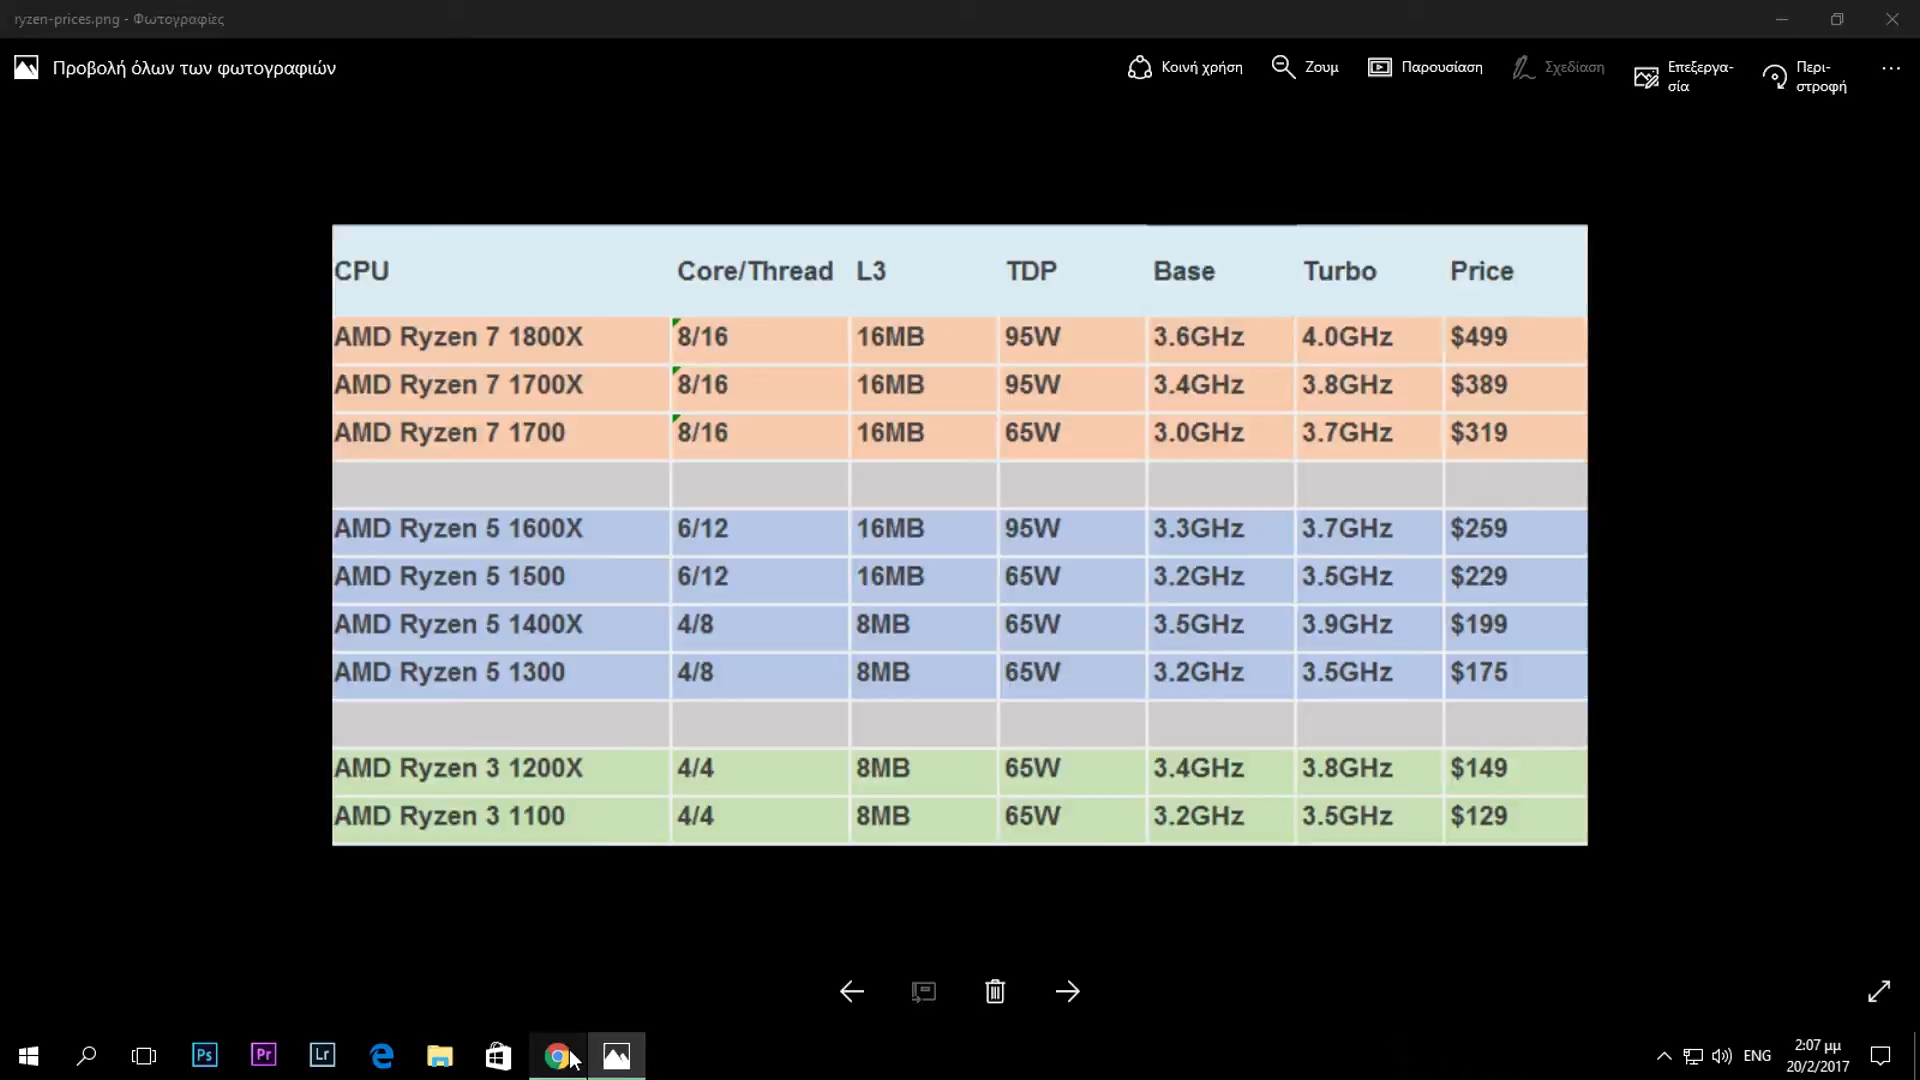 ryzen-prices.png - Φωτογραφίες
Προβολή όλων των φωτογραφιών
Κοινή χρήση
Ζουμ
Παρουσίαση
Σχεδίαση
Επεξεργα-
σία
Περι-
στροφή
CPU Core/Thread L3 TDP Base Turbo Price
AMD Ryzen 7 1800X 8/16 16MB 95W 3.6GHz 4.0GHz $499
AMD Ryzen 7 1700X 8/16 16MB 95W 3.4GHz 3.8GHz $389
AMD Ryzen 7 1700 8/16 16MB 65W 3.0GHz 3.7GHz $319
AMD Ryzen 5 1600X 6/12 16MB 95W 3.3GHz 3.7GHz $259
AMD Ryzen 5 1500 6/12 16MB 65W 3.2GHz 3.5GHz $229
AMD Ryzen 5 1400X 4/8 8MB 65W 3.5GHz 3.9GHz $199
AMD Ryzen 5 1300 4/8 8MB 65W 3.2GHz 3.5GHz $175
AMD Ryzen 3 1200X 4/4 8MB 65W 3.4GHz 3.8GHz $149
AMD Ryzen 3 1100 4/4 8MB 65W 3.2GHz 3.5GHz $129
Ps
Pr
Lr
ENG
2:07 μμ
20/2/2017